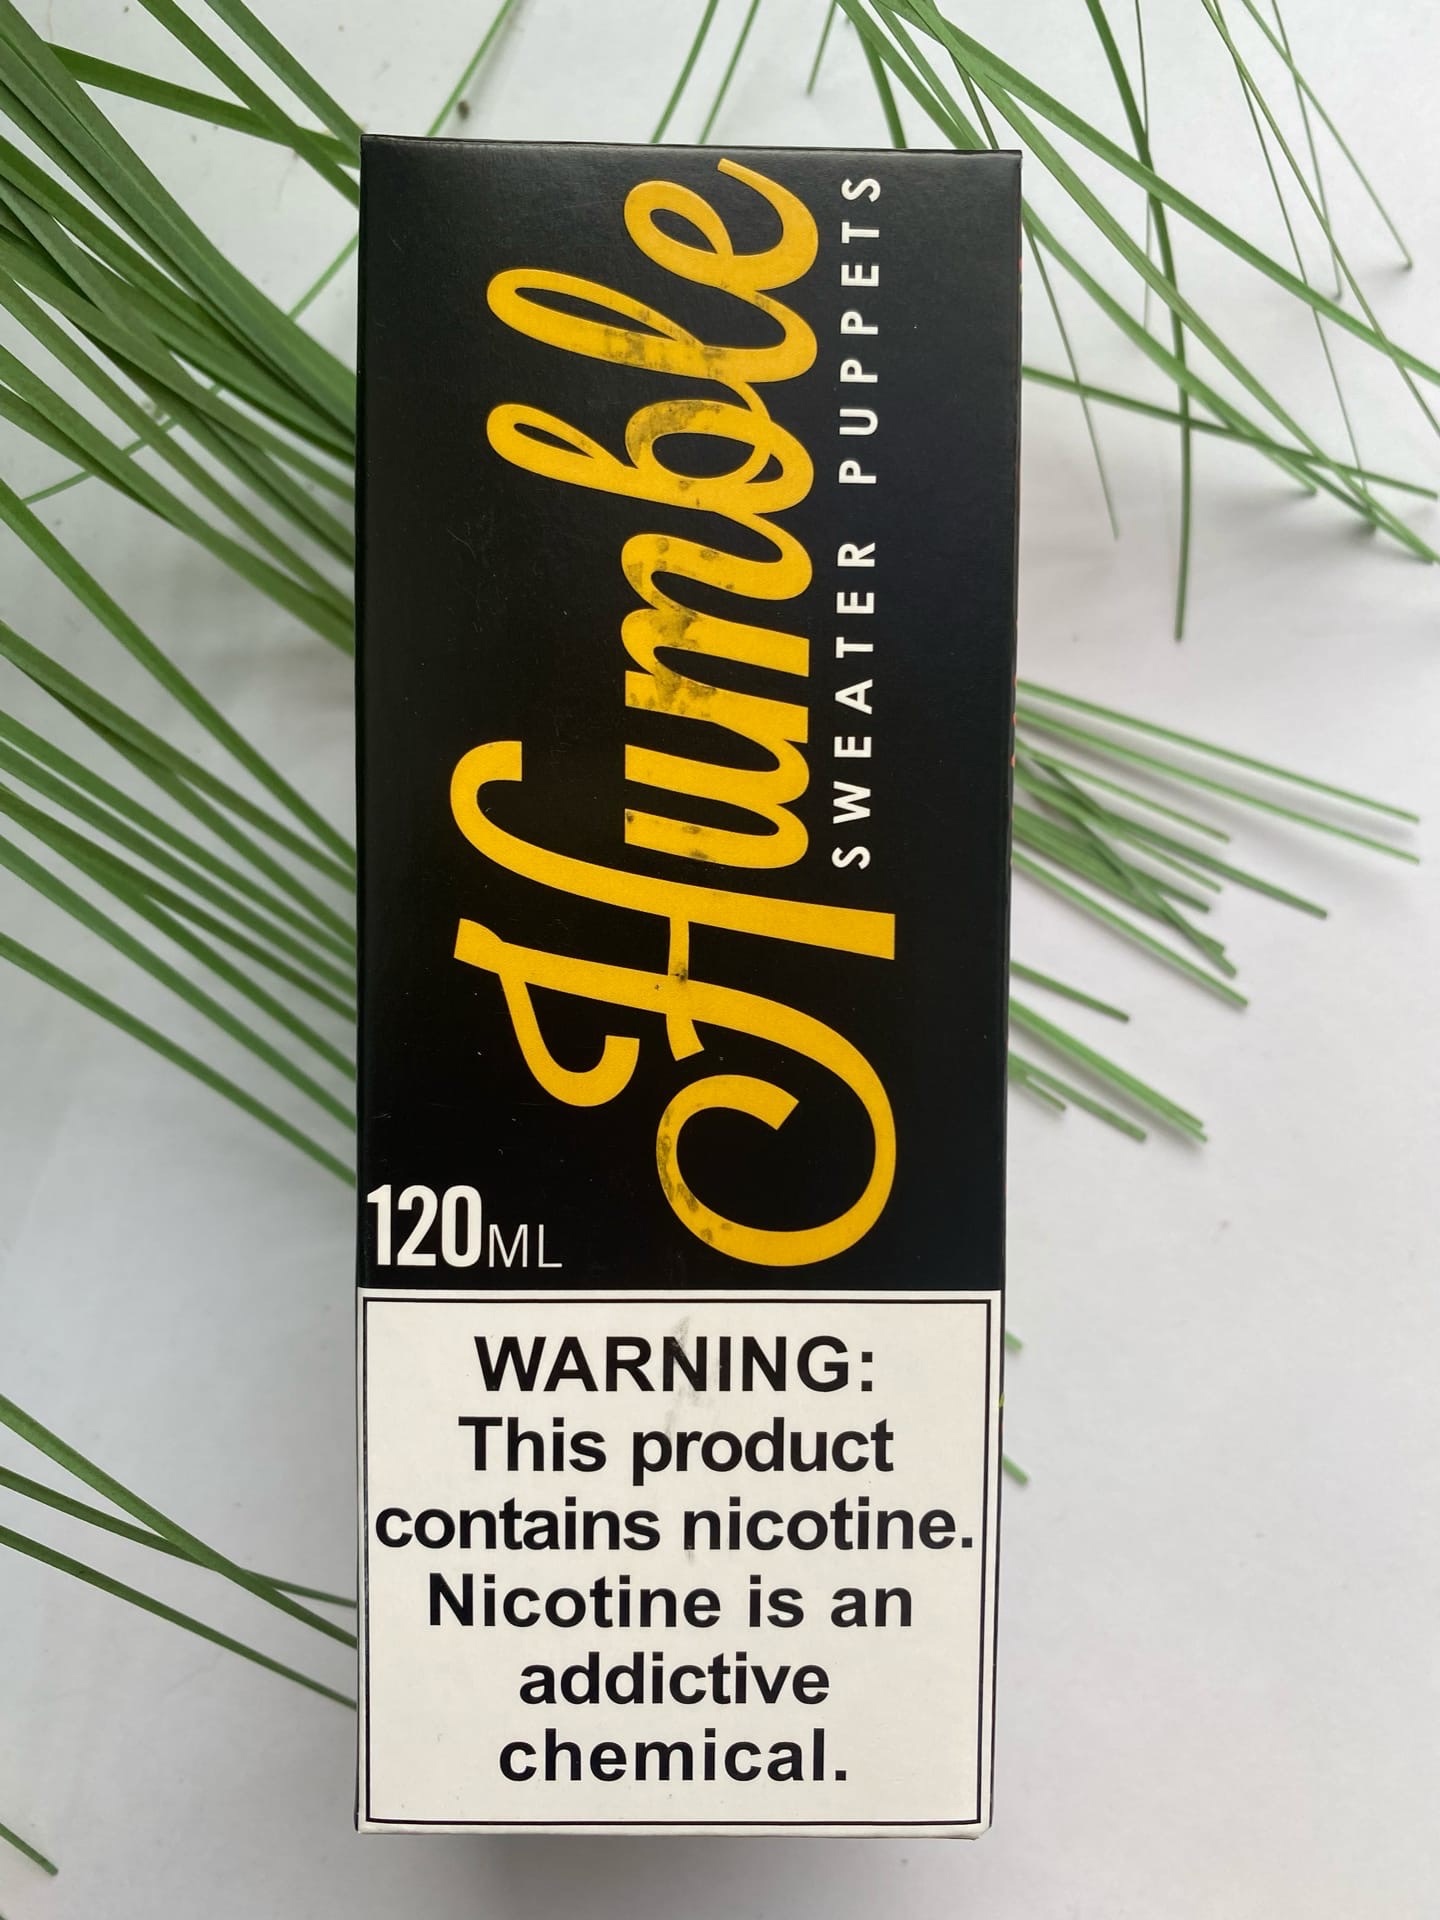 Humble
SWEATER PUPPETS
120ML
WARNING:
This product
contains nicotine.
Nicotine is an
addictive
chemical.